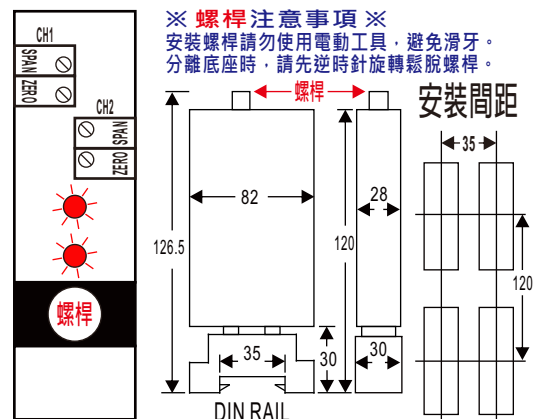 ※ 螺桿注意事項 ※
安裝螺桿請勿使用電動工具，避免滑牙。
分離底座時，請先逆時針旋轉鬆脫螺桿。
CH1
SPAN
ZERO
CH2
SPAN
ZERO
螺桿
螺桿
82
28
126.5
120
35
30
30
DIN RAIL
安裝間距
35
120